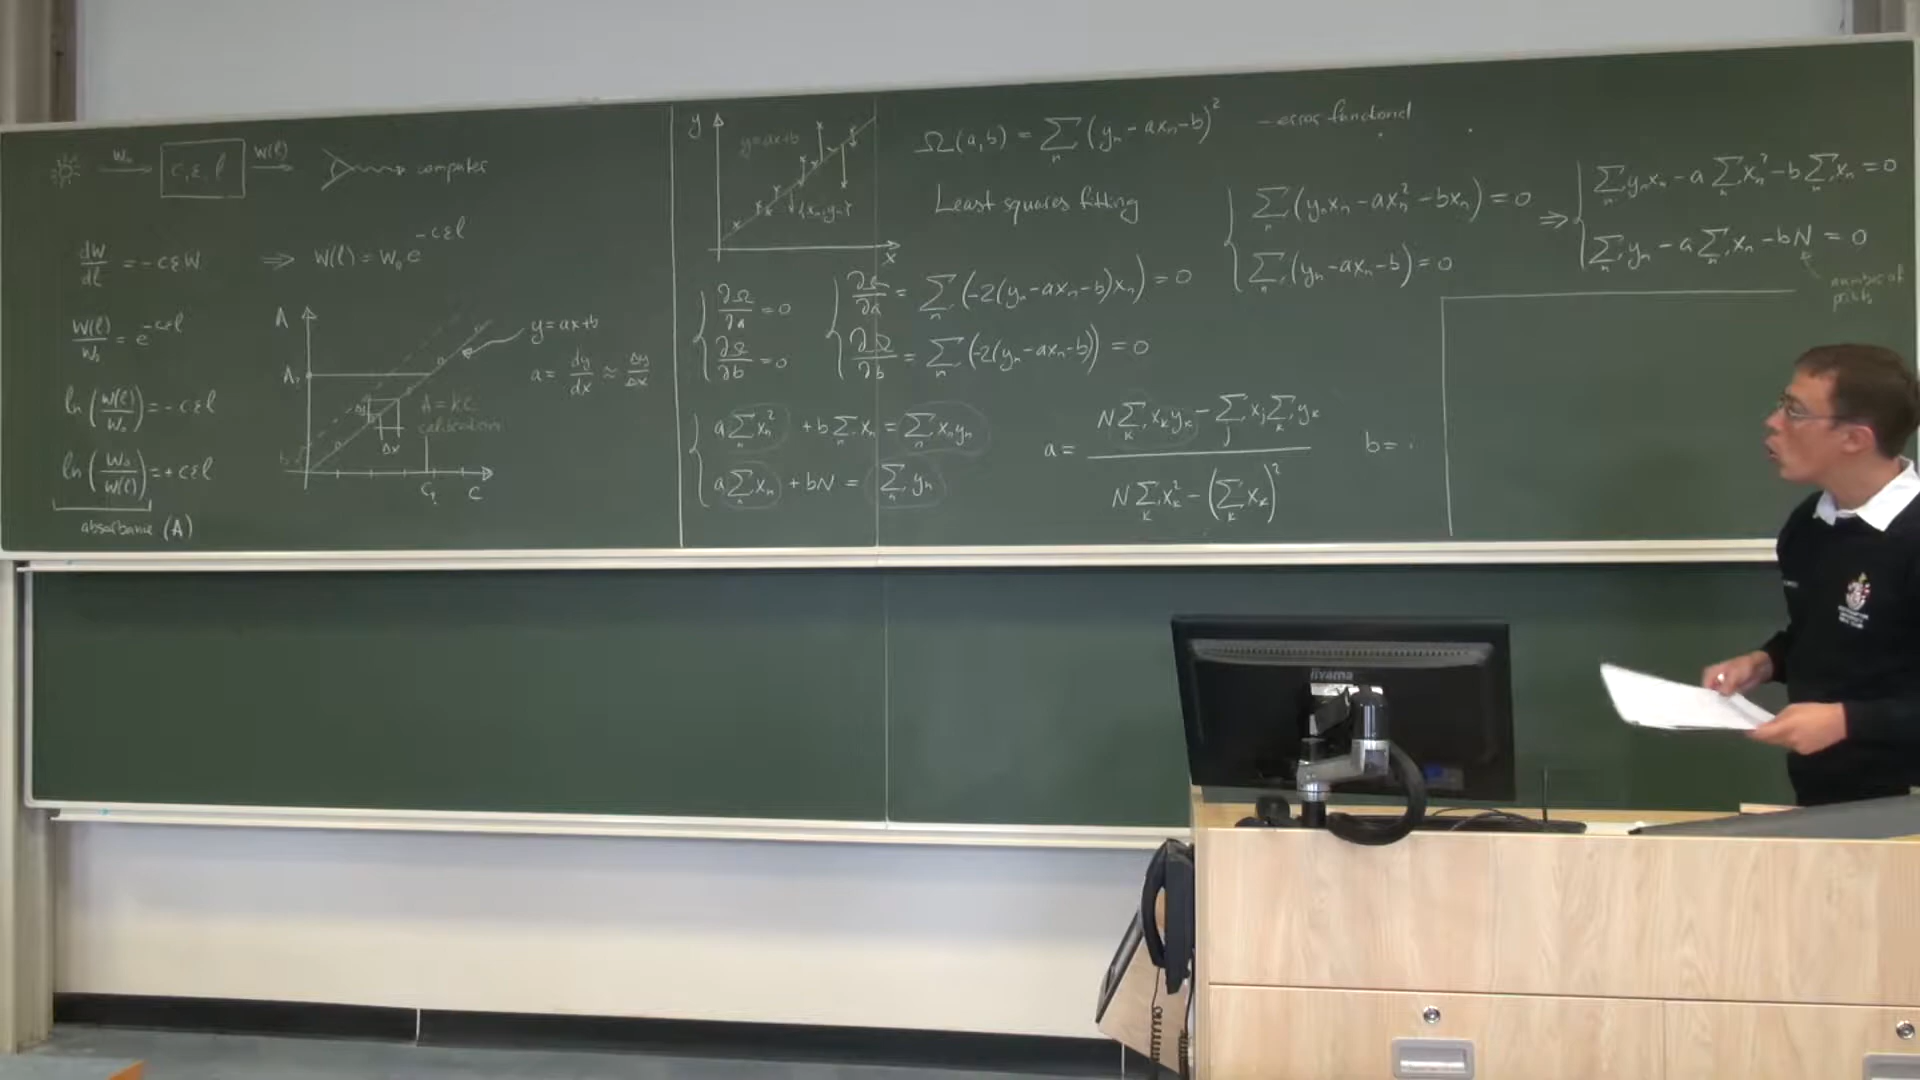 W₀ c, ε, l W(l) computer
dW/dl = -cεW ⇒ W(l) = W₀e^(-cεl)
W(l)/W₀ = e^(-cεl)
ln(W(l)/W₀) = -cεl
ln(W₀/W(l)) = +cεl
absorbance (A)
A
y=ax+b
a = dy/dx ≈ Δy/Δx
A = kc
calibration
Δx
b
C
y
y=ax+b
{xₙ, yₙ}
x
Ω(a,b) = Σₙ (yₙ - axₙ - b)² - error functional
Least squares fitting
∂Ω/∂a = 0
∂Ω/∂b = 0
∂Ω/∂a = Σₙ (-2(yₙ - axₙ - b)xₙ) = 0
∂Ω/∂b = Σₙ (-2(yₙ - axₙ - b)) = 0
Σₙ (yₙxₙ - axₙ² - bxₙ) = 0
Σₙ (yₙ - axₙ - b) = 0
⇒
Σₙ yₙxₙ - a Σₙ xₙ² - b Σₙ xₙ = 0
Σₙ yₙ - a Σₙ xₙ - bN = 0
number of
points
a Σₙ xₙ² + b Σₙ xₙ = Σₙ xₙyₙ
a Σₙ xₙ + bN = Σₙ yₙ
a = (N Σₖ xₖyₖ - Σⱼ xⱼ Σₖ yₖ) / (N Σₖ xₖ² - (Σₖ xₖ)²)
b =
iiyama